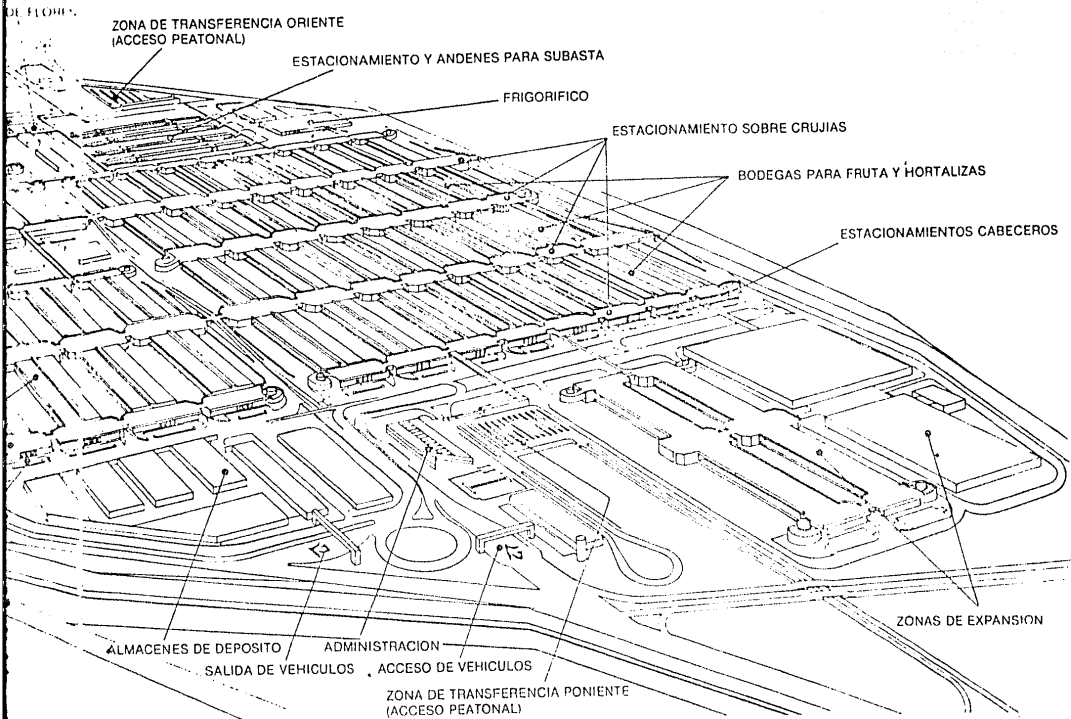 DE FLORES
ZONA DE TRANSFERENCIA ORIENTE
(ACCESO PEATONAL)
ESTACIONAMIENTO Y ANDENES PARA SUBASTA
FRIGORIFICO
ESTACIONAMIENTO SOBRE CRUJIAS
BODEGAS PARA FRUTA Y HORTALIZAS
ESTACIONAMIENTOS CABECEROS
ZONAS DE EXPANSION
ALMACENES DE DEPOSITO
ADMINISTRACION
SALIDA DE VEHICULOS
ACCESO DE VEHICULOS
ZONA DE TRANSFERENCIA PONIENTE
(ACCESO PEATONAL)